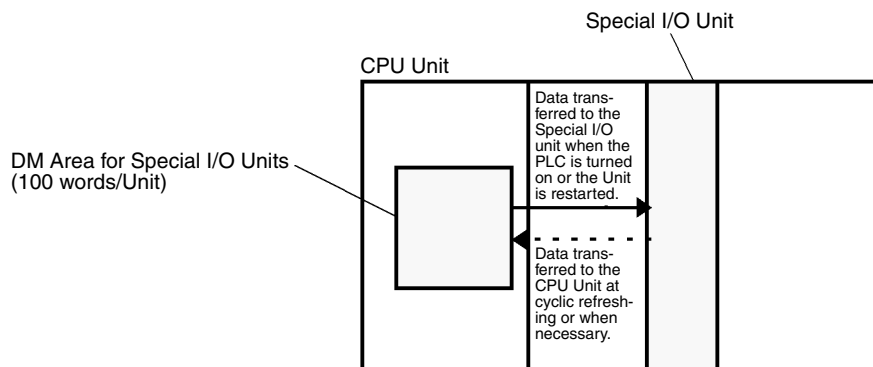 Special I/O Unit
CPU Unit
Data trans-
ferred to the
Special I/O
unit when the
PLC is turned
on or the Unit
is restarted.
DM Area for Special I/O Units
(100 words/Unit)
Data trans-
ferred to the
CPU Unit at
cyclic refresh-
ing or when
necessary.